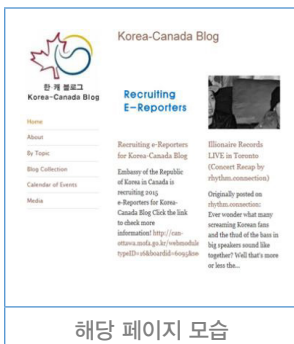 Korea-Canada Blog
한·캐 블로그
Korea-Canada Blog
Home
About
By Topic
Blog Collection
Calendar of Events
Media
Recruiting
E-Reporters
Recruiting e-Reporters
for Korea-Canada Blog
Embassy of the Republic
of Korea in Canada is
recruiting 2015
e-Reporters for Korea-
Canada Blog Click the link
to check more
information! http://can-
ottawa.mofa.go.kr/webmodule
typeID=16&boardid=6095&se
Illionaire Records
LIVE in Toronto
(Concert Recap by
rhythm.connection)
Originally posted on
rhythm.connection:
Ever wonder what many
screaming Korean fans
and the thud of the bass in
big speakers sound like
together? Well that's more
or less the...
해당 페이지 모습